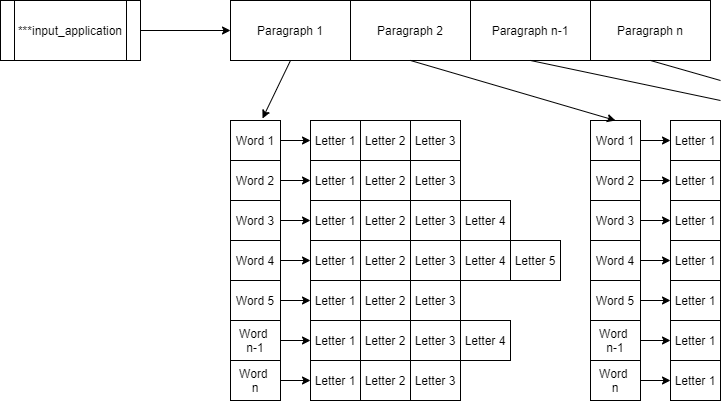 ***input_application Paragraph 1 Paragraph 2 Paragraph n-1 Paragraph n
Word 1 Letter 1 Letter 2 Letter 3 Word 1 Letter 1
Word 2 Letter 1 Letter 2 Letter 3 Word 2 Letter 1
Word 3 Letter 1 Letter 2 Letter 3 Letter 4 Word 3 Letter 1
Word 4 Letter 1 Letter 2 Letter 3 Letter 4 Letter 5 Word 4 Letter 1
Word 5 Letter 1 Letter 2 Letter 3 Word 5 Letter 1
Word n-1 Letter 1 Letter 2 Letter 3 Letter 4 Word n-1 Letter 1
Word n Letter 1 Letter 2 Letter 3 Word n Letter 1